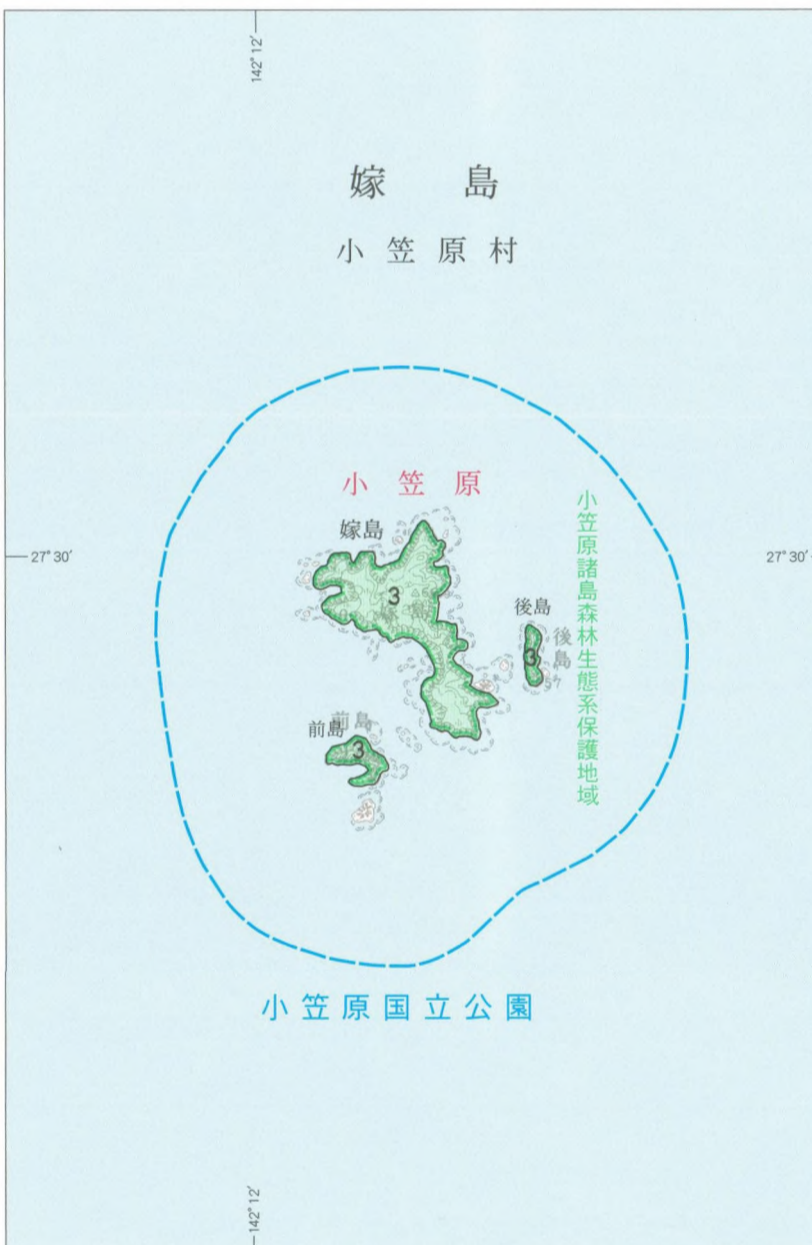 142°12′
嫁島
小笠原村
小笠原
嫁島
27°30′
27°30′
3
後島
後島
3
57
小笠原諸島森林生態系保護地域
前島
前島
3
小笠原国立公園
142°12′